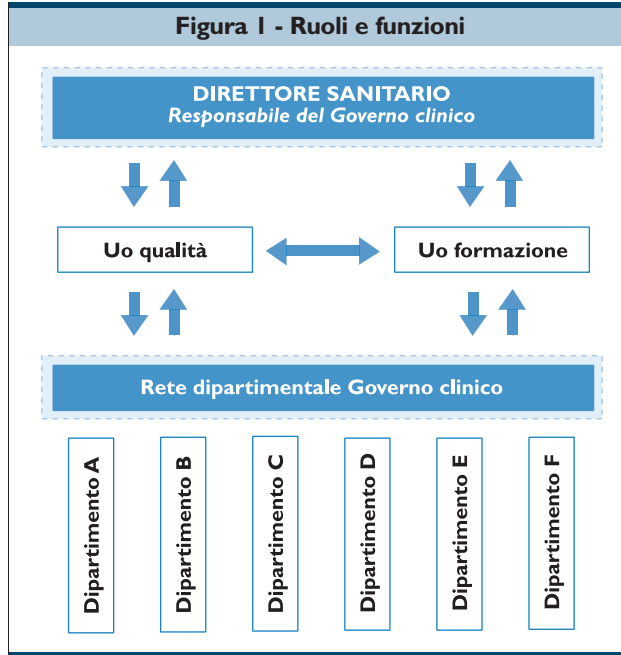 Figura 1 - Ruoli e funzioni
DIRETTORE SANITARIO
Responsabile del Governo clinico
Uo qualità
Uo formazione
Rete dipartimentale Governo clinico
Dipartimento A
Dipartimento B
Dipartimento C
Dipartimento D
Dipartimento E
Dipartimento F